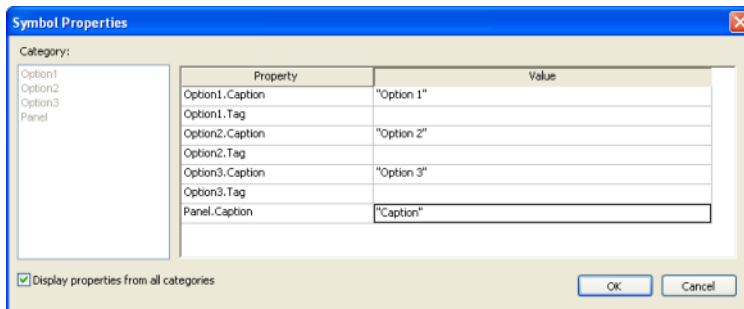 Symbol Properties
Category:
Option1
Option2
Option3
Panel
Property Value
Option1.Caption "Option 1"
Option1.Tag
Option2.Caption "Option 2"
Option2.Tag
Option3.Caption "Option 3"
Option3.Tag
Panel.Caption "Caption"
Display properties from all categories
OK Cancel